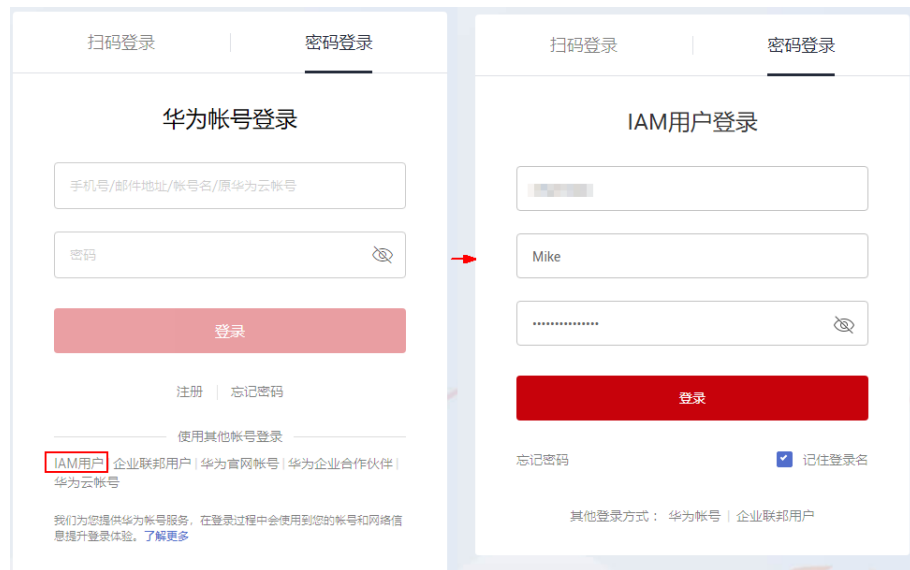 扫码登录
密码登录
华为帐号登录
手机号/邮件地址/帐号名/原华为云帐号
密码
登录
注册 | 忘记密码
使用其他帐号登录
IAM用户 | 企业联邦用户 | 华为官网帐号 | 华为企业合作伙伴 |
华为云帐号
我们为您提供华为帐号服务，在登录过程中会使用到您的帐号和网络信
息提升登录体验。了解更多
扫码登录
密码登录
IAM用户登录
Mike
登录
忘记密码
记住登录名
其他登录方式： 华为帐号 | 企业联邦用户